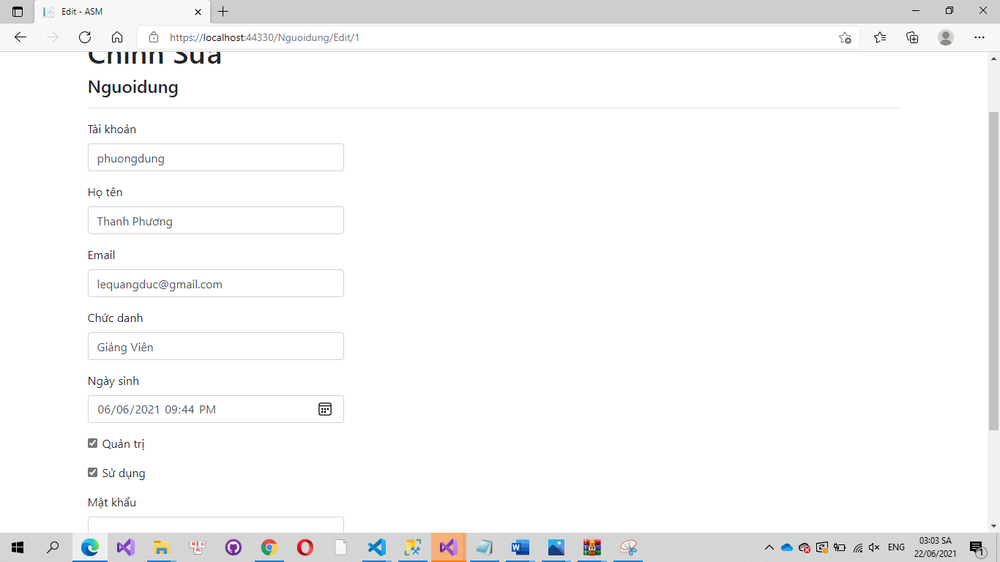 Edit - ASM
https://localhost:44330/Nguoidung/Edit/1
Chỉnh Sửa
Nguoidung
Tài khoản
phuongdung
Họ tên
Thanh Phương
Email
lequangduc@gmail.com
Chức danh
Giảng Viên
Ngày sinh
06/06/2021 09:44 PM
Quản trị
Sử dụng
Mật khẩu
ENG
03:03 SA
22/06/2021
1